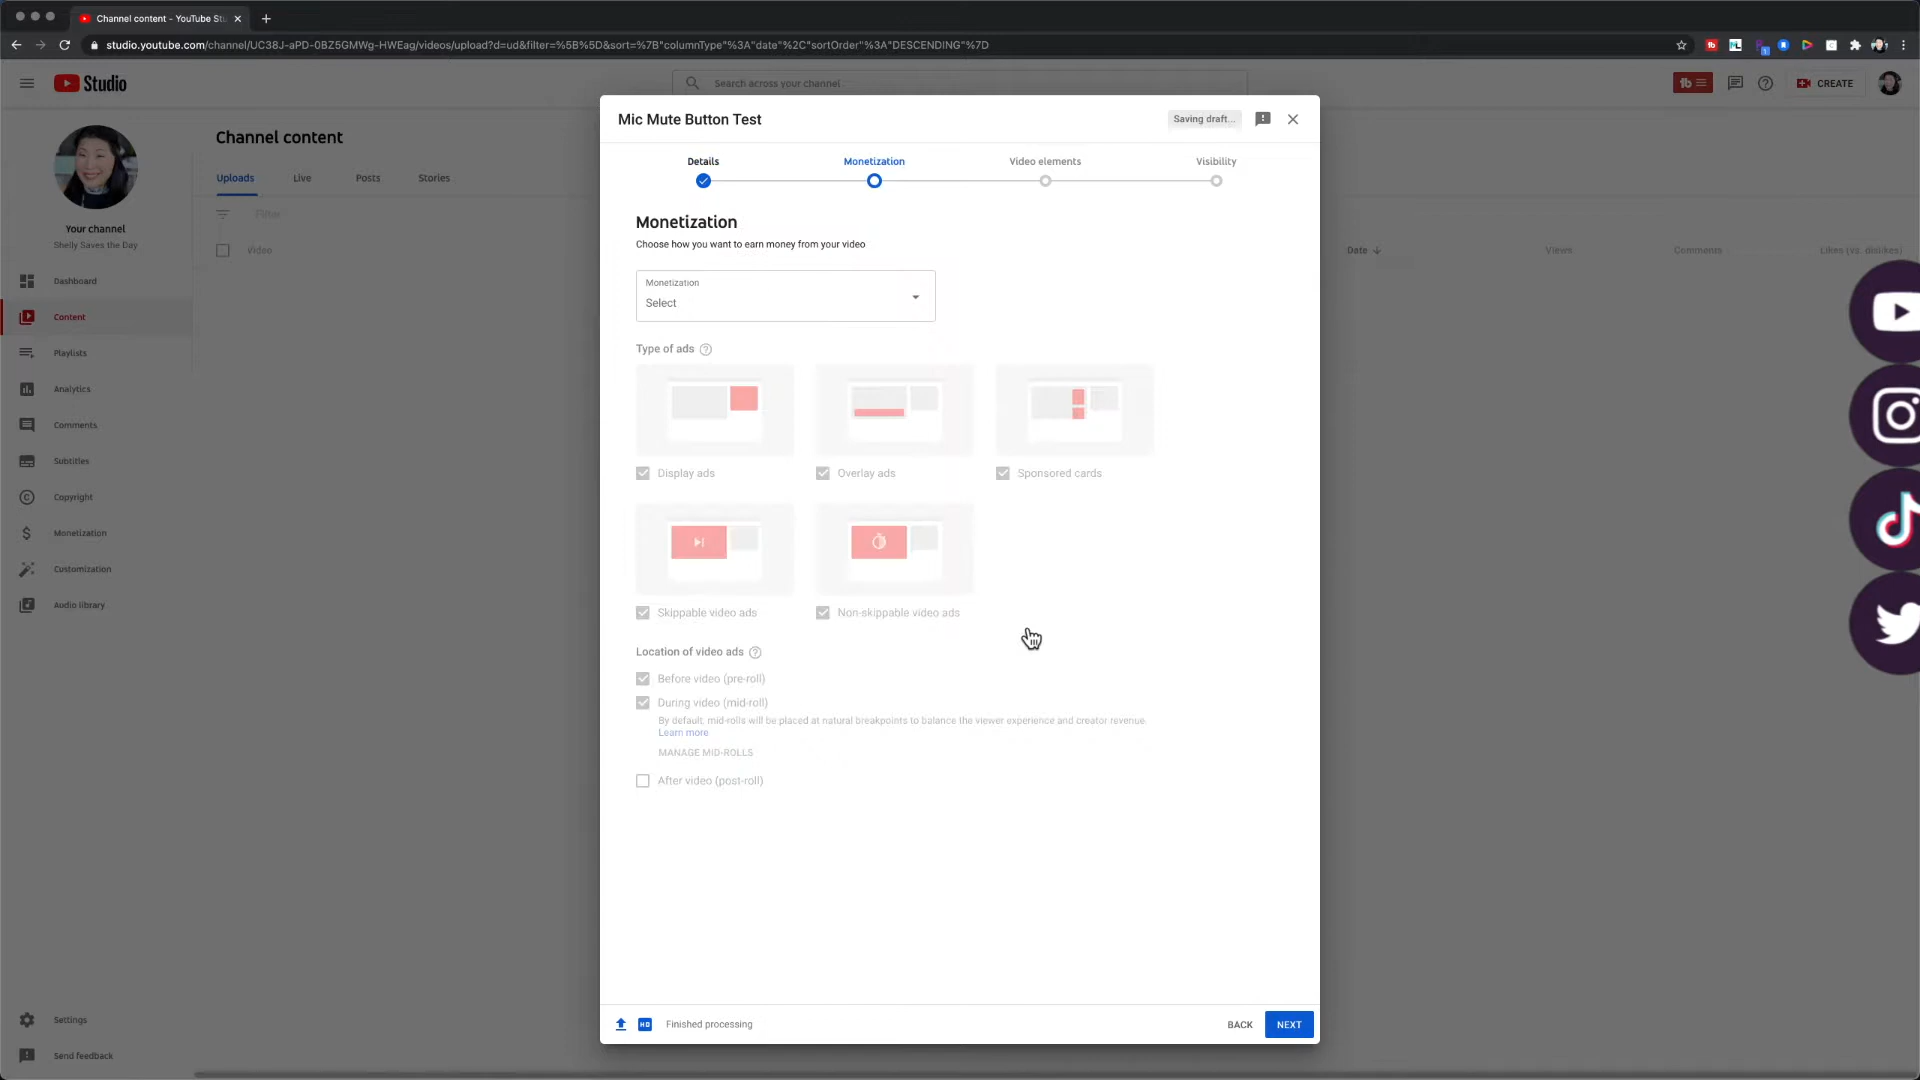 Channel content - YouTube Stu
studio.youtube.com/channel/UC38J-aPD-0BZ5GMWg-HWEag/videos/upload?d=ud&filter=%5B%5D&sort=%7B"columnType"%3A"date"%2C"sortOrder"%3A"DESCENDING"%7D
Studio
Search across your channel
CREATE
Your channel
Shelly Saves the Day
Dashboard
Content
Playlists
Analytics
Comments
Subtitles
Copyright
Monetization
Customization
Audio library
Settings
Send feedback
Channel content
Uploads
Live
Posts
Stories
Filter
Video
Date
Views
Comments
Likes (vs. dislikes)
Mic Mute Button Test
Saving draft...
Details
Monetization
Video elements
Visibility
Monetization
Choose how you want to earn money from your video
Monetization
Select
Type of ads
Display ads
Overlay ads
Sponsored cards
Skippable video ads
Non-skippable video ads
Location of video ads
Before video (pre-roll)
During video (mid-roll)
By default, mid-rolls will be placed at natural breakpoints to balance the viewer experience and creator revenue.
Learn more
MANAGE MID-ROLLS
After video (post-roll)
HD
Finished processing
BACK
NEXT